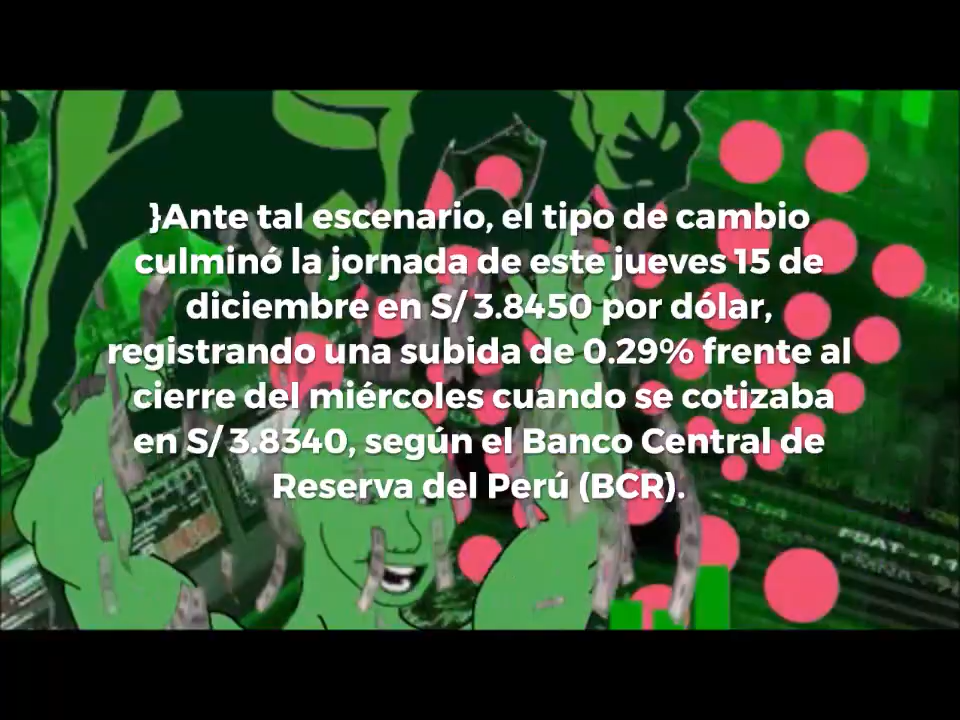 }Ante tal escenario, el tipo de cambio
culminó la jornada de este jueves 15 de
diciembre en S/ 3.8450 por dólar,
registrando una subida de 0.29% frente al
cierre del miércoles cuando se cotizaba
en S/ 3.8340, según el Banco Central de
Reserva del Perú (BCR).